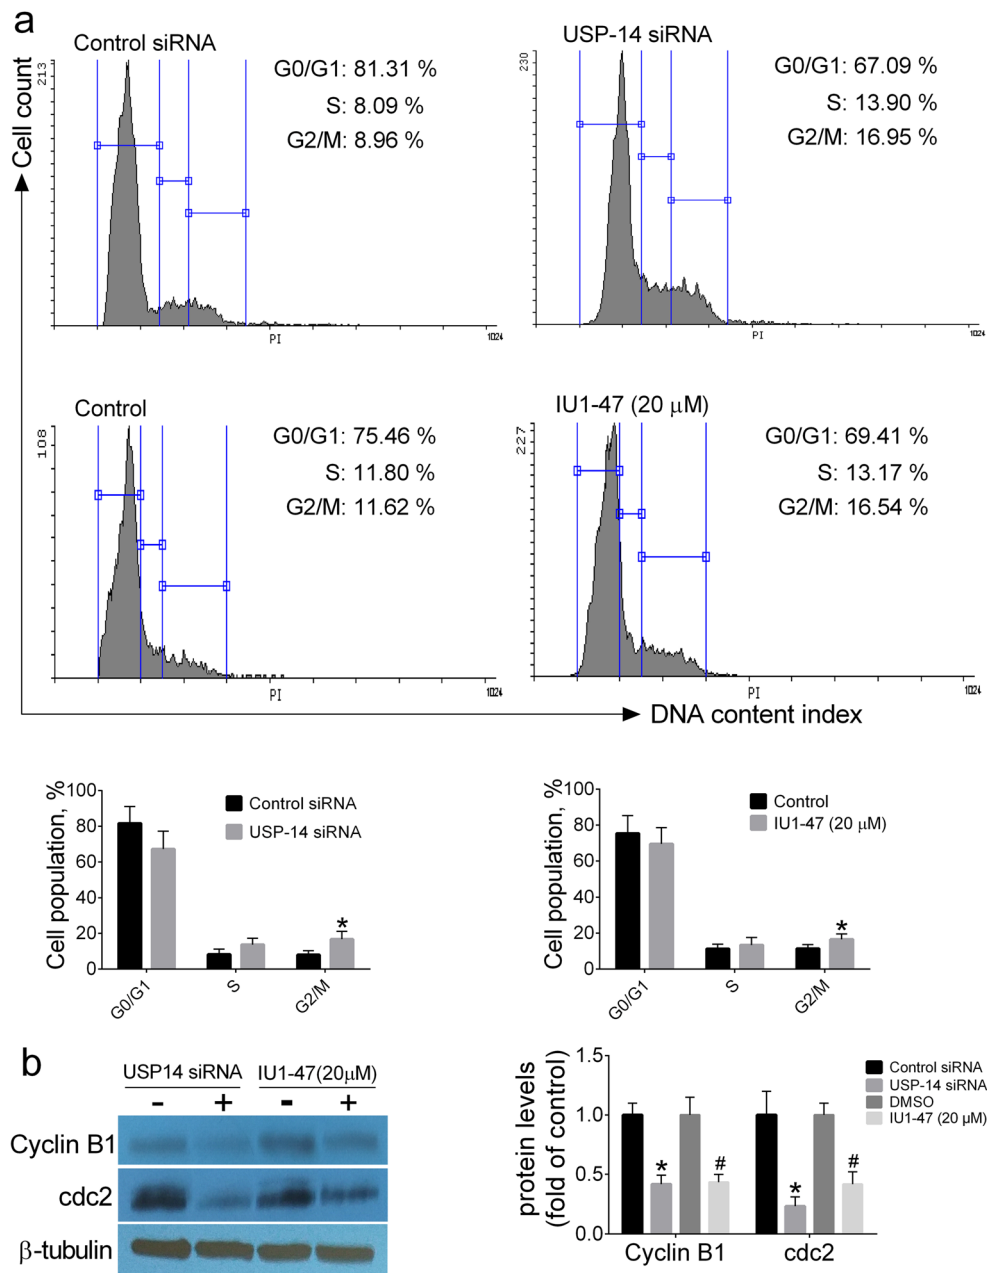 a
Control siRNA
USP-14 siRNA
Cell count
213
G0/G1: 81.31 %
S: 8.09 %
G2/M: 8.96 %
PI
1024
230
G0/G1: 67.09 %
S: 13.90 %
G2/M: 16.95 %
PI
1024
Control
IU1-47 (20 μM)
108
G0/G1: 75.46 %
S: 11.80 %
G2/M: 11.62 %
PI
1024
227
G0/G1: 69.41 %
S: 13.17 %
G2/M: 16.54 %
PI
1024
DNA content index
Cell population, %
100
80
60
40
20
0
Control siRNA
USP-14 siRNA
*
G0/G1
S
G2/M
Cell population, %
100
80
60
40
20
0
Control
IU1-47 (20 μM)
*
G0/G1
S
G2/M
b
USP14 siRNA
IU1-47(20μM)
- + - +
Cyclin B1
cdc2
β-tubulin
protein levels
(fold of control)
1.5
1.0
0.5
0.0
Control siRNA
USP-14 siRNA
DMSO
IU1-47 (20 μM)
* # * #
Cyclin B1
cdc2